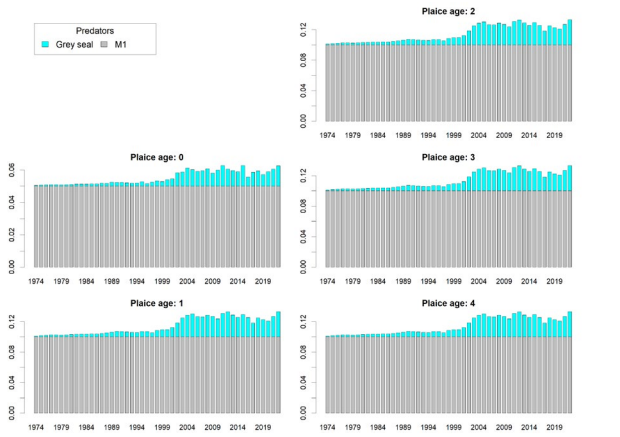 Predators
Grey seal M1
Plaice age: 2
0.00 0.04 0.08 0.12
1974 1979 1984 1989 1994 1999 2004 2009 2014 2019
Plaice age: 0
0.00 0.02 0.04 0.06
1974 1979 1984 1989 1994 1999 2004 2009 2014 2019
Plaice age: 3
0.00 0.04 0.08 0.12
1974 1979 1984 1989 1994 1999 2004 2009 2014 2019
Plaice age: 1
0.00 0.04 0.08 0.12
1974 1979 1984 1989 1994 1999 2004 2009 2014 2019
Plaice age: 4
0.00 0.04 0.08 0.12
1974 1979 1984 1989 1994 1999 2004 2009 2014 2019